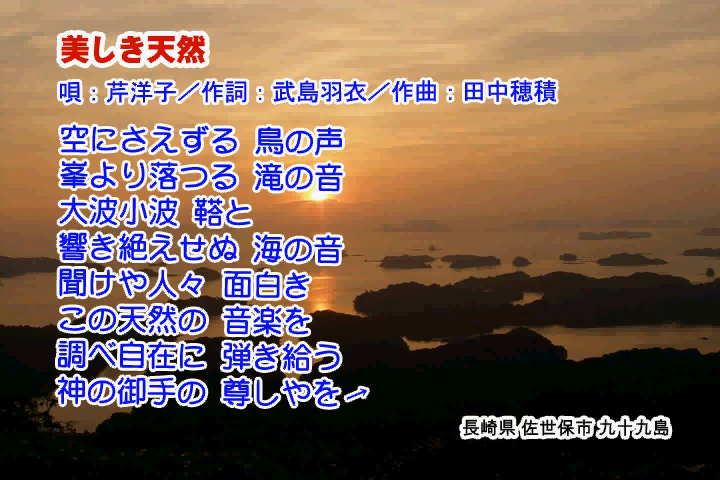 美しき天然
唄：芹洋子／作詞：武島羽衣／作曲：田中穂積
空にさえずる 鳥の声
峯より落つる 滝の音
大波小波 鞳と
響き絶えせぬ 海の音
聞けや人々 面白き
この天然の 音楽を
調べ自在に 弾き給う
神の御手の 尊しやを→
長崎県 佐世保市 九十九島